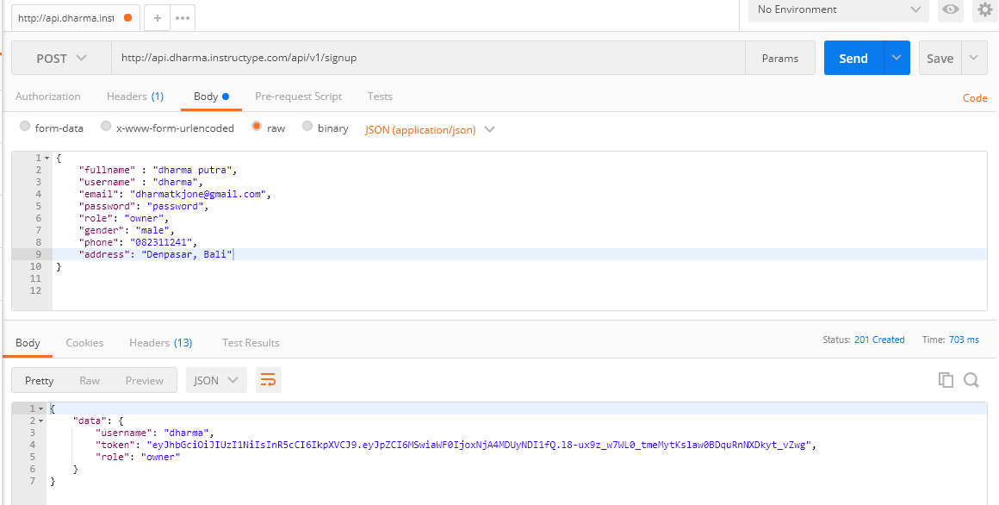 http://api.dharma.inst
+
•••
No Environment
POST
http://api.dharma.instructype.com/api/v1/signup
Params
Send
Save
Authorization
Headers (1)
Body
Pre-request Script
Tests
Code
form-data
x-www-form-urlencoded
raw
binary
JSON (application/json)
1 {
2 "fullname" : "dharma putra",
3 "username" : "dharma",
4 "email": "dharmatkjone@gmail.com",
5 "password": "password",
6 "role": "owner",
7 "gender": "male",
8 "phone": "082311241",
9 "address": "Denpasar, Bali"
10 }
11
12
Body
Cookies
Headers (13)
Test Results
Status: 201 Created
Time: 703 ms
Pretty
Raw
Preview
JSON
1 {
2 "data": {
3 "username": "dharma",
4 "token": "eyJhbGciOiJIUzI1NiIsInR5cCI6IkpXVCJ9.eyJpZCI6MSwiaWF0IjoxNjA4MDUyNDI1fQ.l8-ux9z_w7WL0_tmeMytKslaw0BDquRnNXDkyt_vZwg",
5 "role": "owner"
6 }
7 }